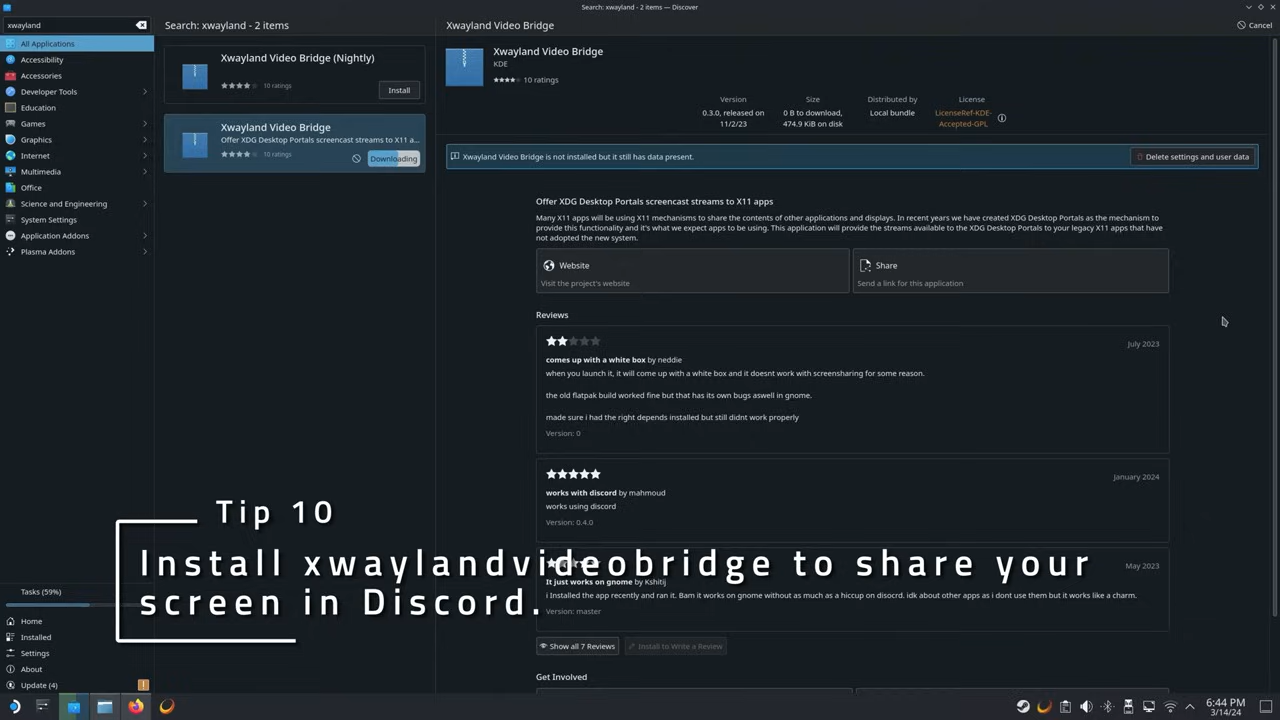 Search: xwayland - 2 items — Discover
xwayland
Search: xwayland - 2 items
Xwayland Video Bridge
Cancel
All Applications
Accessibility
Accessories
Developer Tools
Education
Games
Graphics
Internet
Multimedia
Office
Science and Engineering
System Settings
Application Addons
Plasma Addons
Xwayland Video Bridge (Nightly)
10 ratings
Install
Xwayland Video Bridge
Offer XDG Desktop Portals screencast streams to X11 a...
10 ratings
Downloading
Xwayland Video Bridge
KDE
10 ratings
Version
0.3.0, released on
11/2/23
Size
0 B to download,
474.9 KiB on disk
Distributed by
Local bundle
License
LicenseRef-KDE-
Accepted-GPL
Xwayland Video Bridge is not installed but it still has data present.
Delete settings and user data
Offer XDG Desktop Portals screencast streams to X11 apps
Many X11 apps will be using X11 mechanisms to share the contents of other applications and displays. In recent years we have created XDG Desktop Portals as the mechanism to
provide this functionality and it's what we expect apps to be using. This application will provide the streams available to the XDG Desktop Portals to your legacy X11 apps that have
not adopted the new system.
Website
Visit the project's website
Share
Send a link for this application
Reviews
July 2023
comes up with a white box by neddie
when you launch it, it will come up with a white box and it doesnt work with screensharing for some reason.
the old flatpak build worked fine but that has its own bugs aswell in gnome.
made sure i had the right depends installed but still didnt work properly
Version: 0
January 2024
works with discord by mahmoud
works using discord
Version: 0.4.0
May 2023
It just works on gnome by Kshitij
i Installed the app recently and ran it. Bam it works on gnome without as much as a hiccup on disocrd. idk about other apps as i dont use them but it works like a charm.
Version: master
Show all 7 Reviews
Install to Write a Review
Get Involved
Tip 10
Install xwaylandvideobridge to share your
screen in Discord.
Tasks (59%)
Home
Installed
Settings
About
Update (4)
6:44 PM
3/14/24